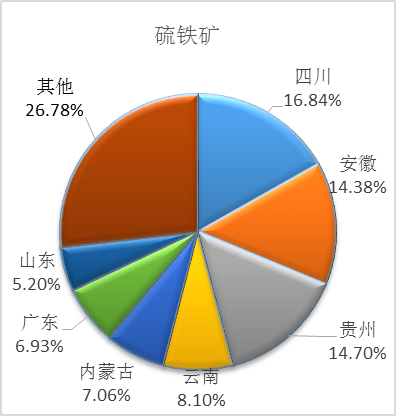 硫铁矿
四川
16.84%
安徽
14.38%
贵州
14.70%
云南
8.10%
内蒙古
7.06%
广东
6.93%
山东
5.20%
其他
26.78%